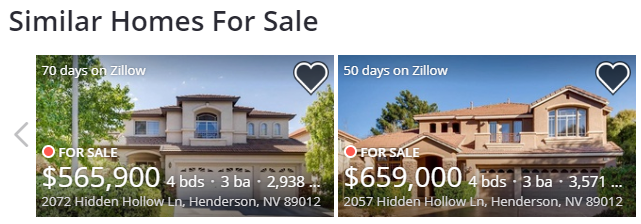 Similar Homes For Sale
70 days on Zillow
FOR SALE
$565,900 4 bds · 3 ba · 2,938 ...
2072 Hidden Hollow Ln, Henderson, NV 89012
50 days on Zillow
FOR SALE
$659,000 4 bds · 3 ba · 3,571 ...
2057 Hidden Hollow Ln, Henderson, NV 89012